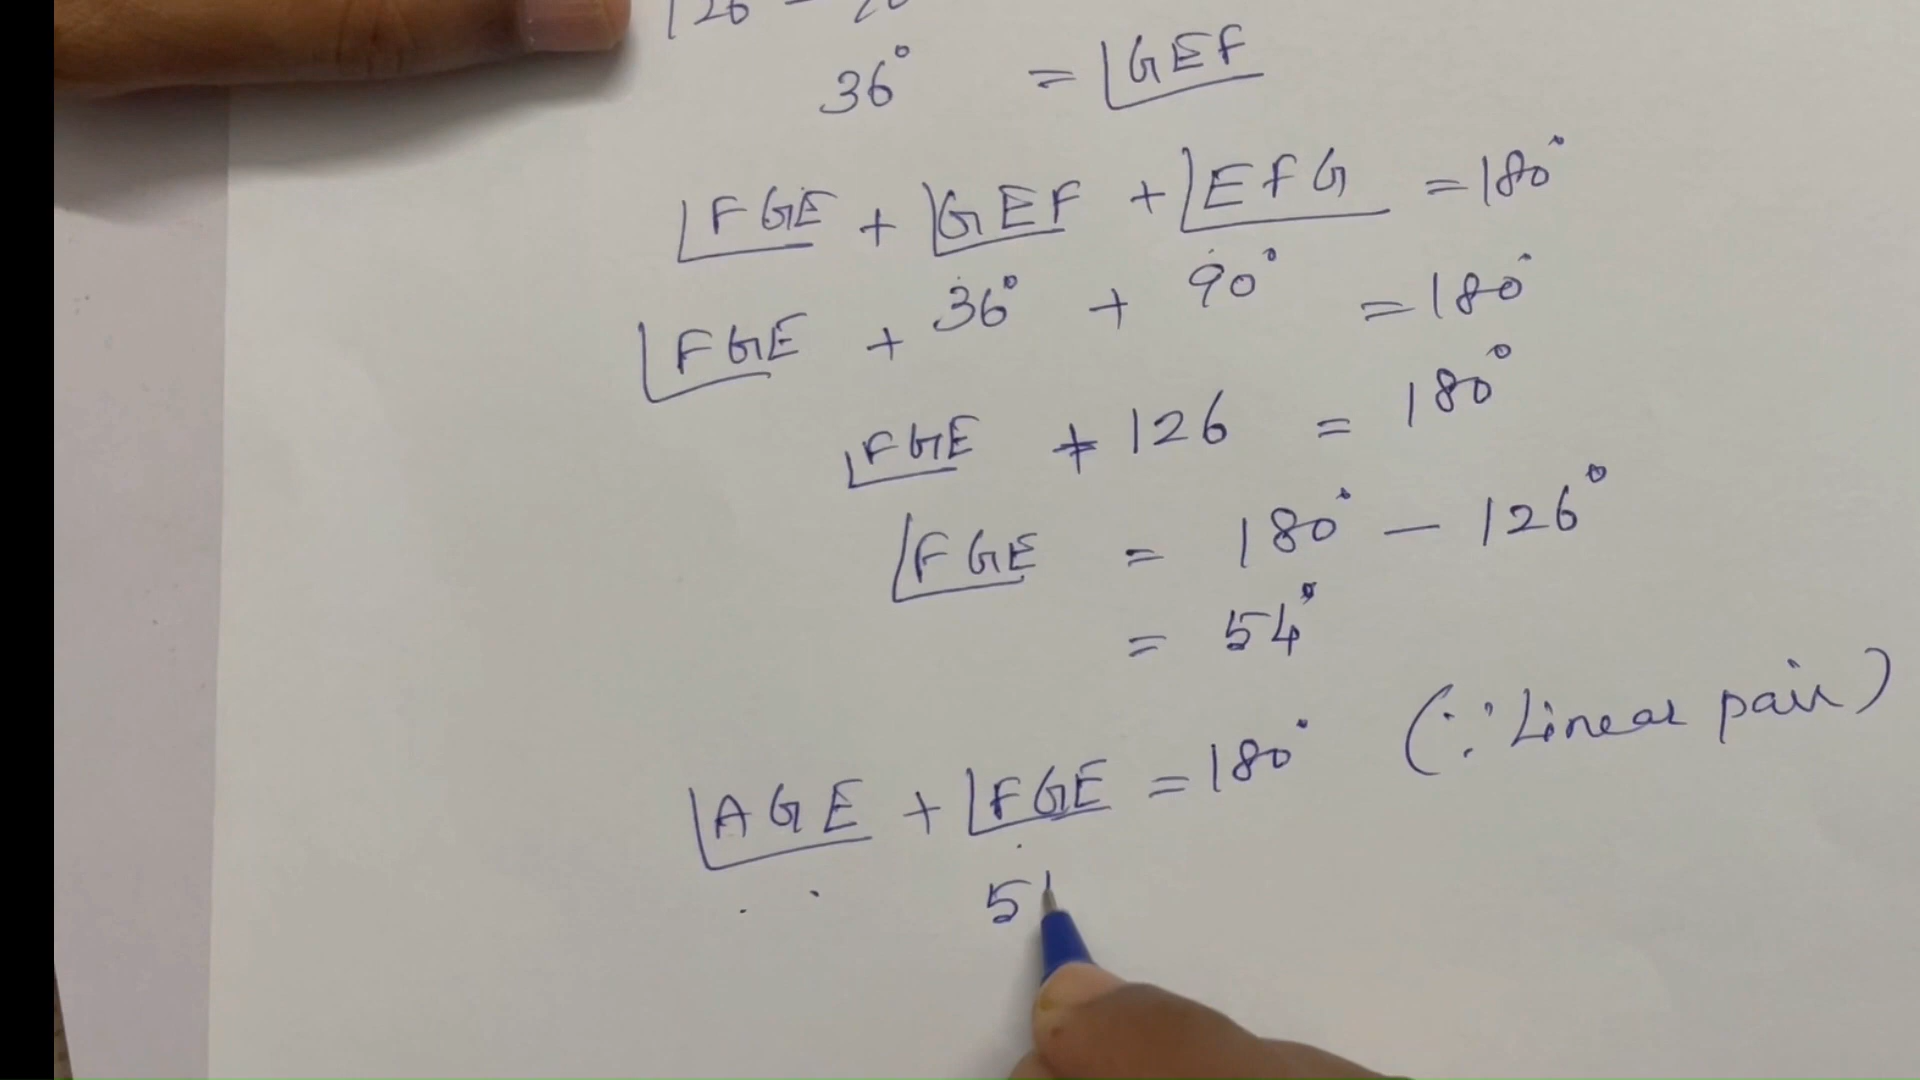 36° = ∠GEF
∠FGE + ∠GEF + ∠EFG = 180°
∠FGE + 36° + 90° = 180°
∠FGE + 126 = 180°
∠FGE = 180° - 126°
= 54°
∠AGE + ∠FGE = 180° (∵ Linear pair)
5